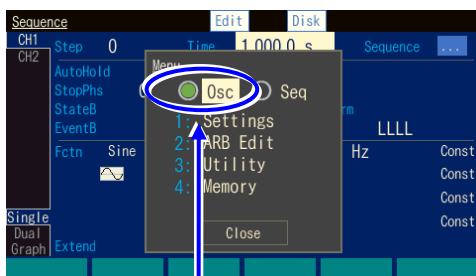 Sequence Edit Disk
CH1 Step 0 Time 1.000 0 s Sequence ...
CH2
AutoHold Menu
StopPhs Osc Seq
StateB rm
EventB 1: Settings LLLL
Fctn Sine 2: ARB Edit Hz Const
3: Utility Const
4: Memory Const
Single Const
Dual Close
Graph Extend